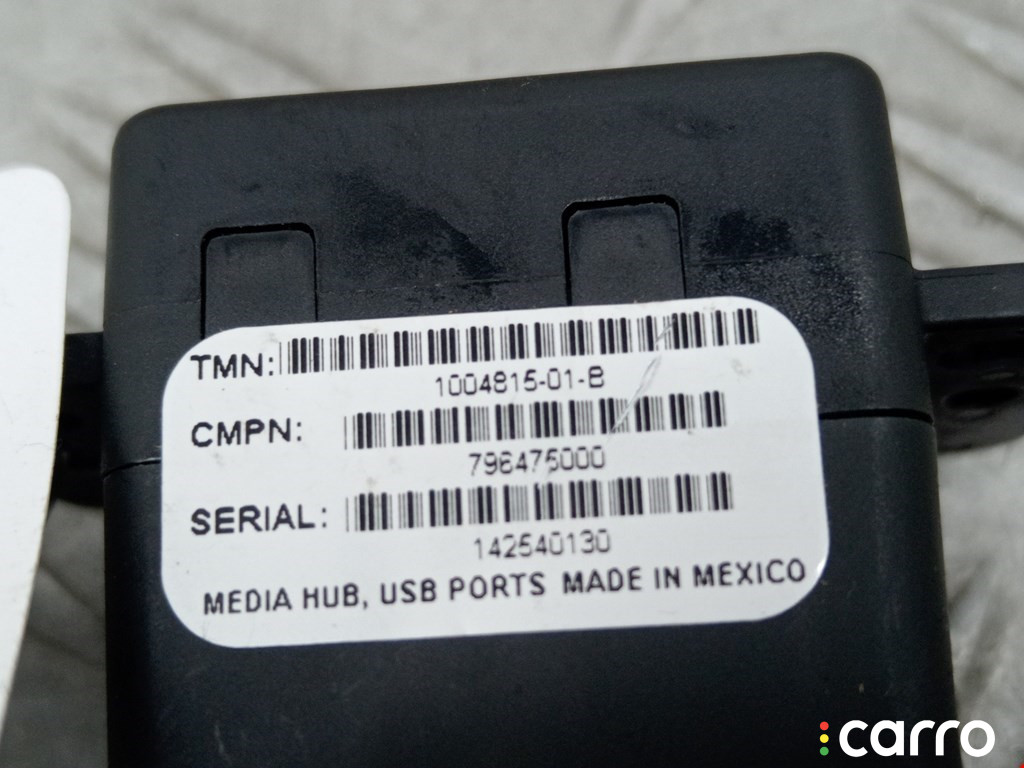 TMN:
1004815-01-B
CMPN:
796475000
SERIAL:
142540130
MEDIA HUB, USB PORTS MADE IN MEXICO
carro